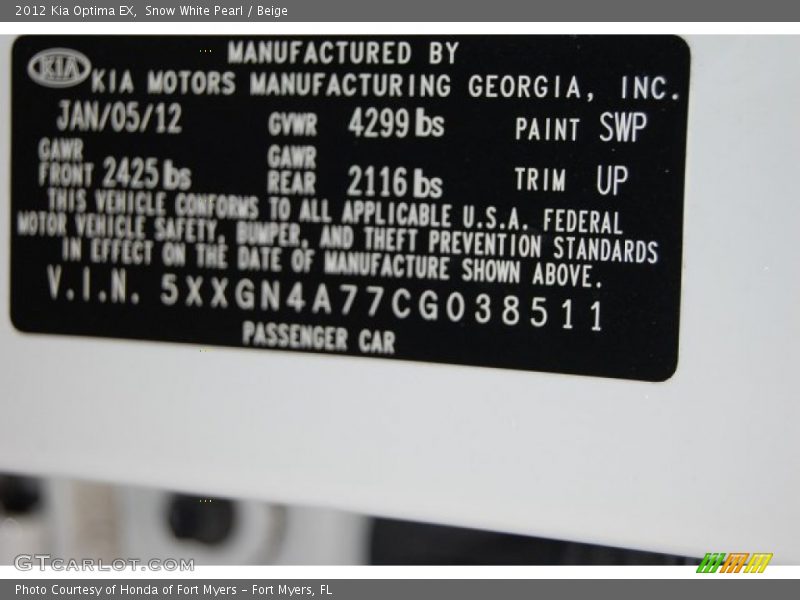 2012 Kia Optima EX, Snow White Pearl / Beige
KIA
MANUFACTURED BY
KIA MOTORS MANUFACTURING GEORGIA, INC.
JAN/05/12 GVWR 4299 lbs PAINT SWP
GAWR FRONT 2425 lbs GAWR REAR 2116 lbs TRIM UP
THIS VEHICLE CONFORMS TO ALL APPLICABLE U.S.A. FEDERAL
MOTOR VEHICLE SAFETY, BUMPER, AND THEFT PREVENTION STANDARDS
IN EFFECT ON THE DATE OF MANUFACTURE SHOWN ABOVE.
V.I.N. 5XXGN4A77CG038511
PASSENGER CAR
GTCARLOT.COM
Photo Courtesy of Honda of Fort Myers - Fort Myers, FL